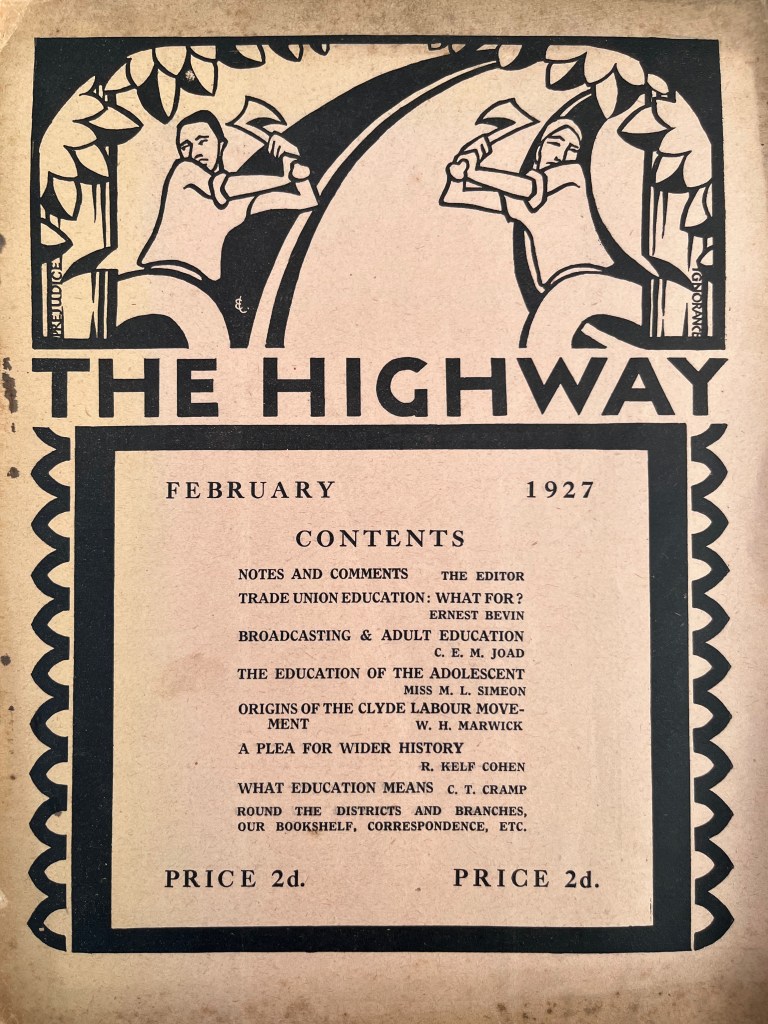 PREJUDICE
IGNORANCE
THE HIGHWAY
FEBRUARY 1927
CONTENTS
NOTES AND COMMENTS THE EDITOR
TRADE UNION EDUCATION: WHAT FOR?
ERNEST BEVIN
BROADCASTING & ADULT EDUCATION
C. E. M. JOAD
THE EDUCATION OF THE ADOLESCENT
MISS M. L. SIMEON
ORIGINS OF THE CLYDE LABOUR MOVE-
MENT W. H. MARWICK
A PLEA FOR WIDER HISTORY
R. KELF COHEN
WHAT EDUCATION MEANS C. T. CRAMP
ROUND THE DISTRICTS AND BRANCHES,
OUR BOOKSHELF, CORRESPONDENCE, ETC.
PRICE 2d. PRICE 2d.